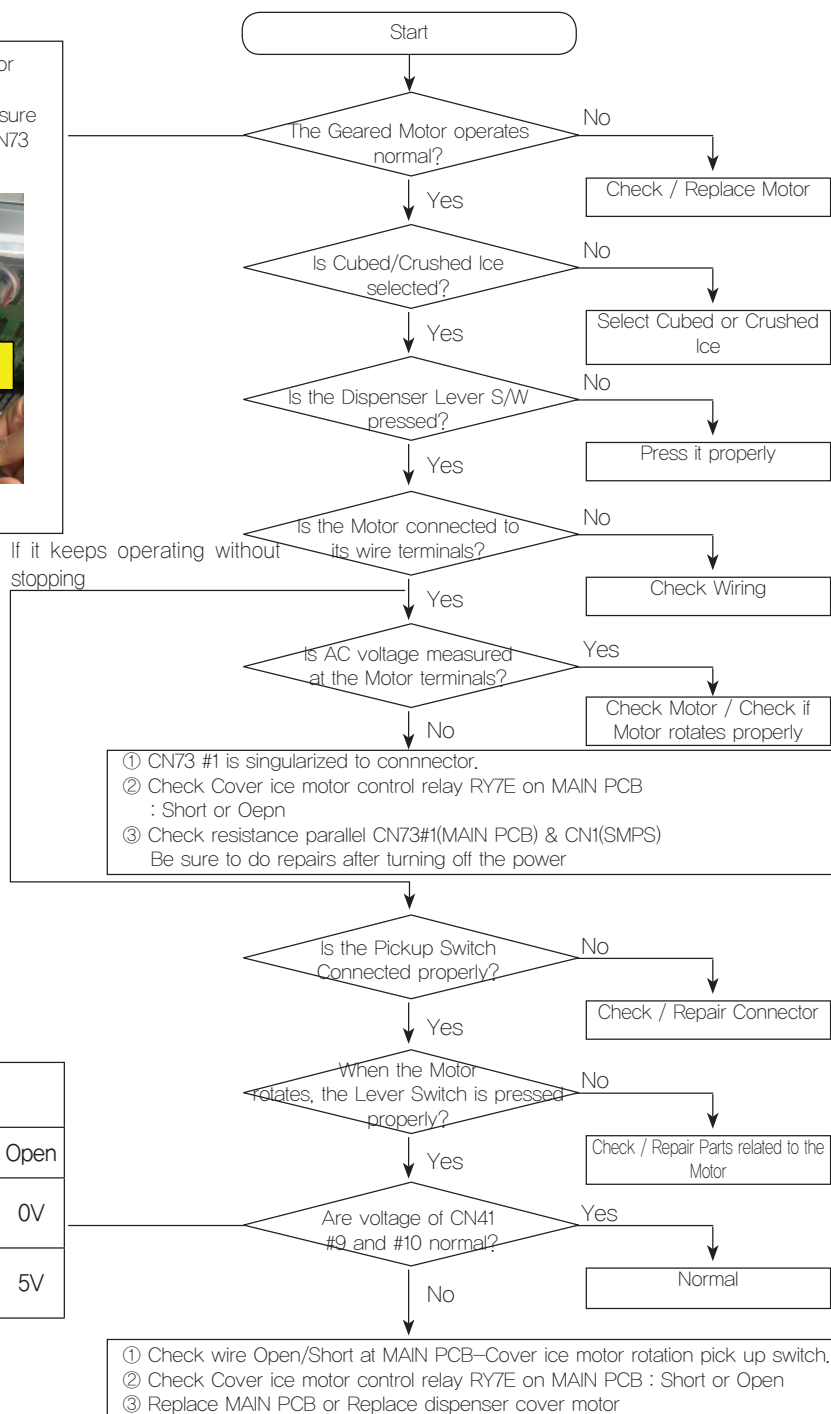 Start
or
sure
N73
The Geared Motor operates
normal?
No
Check / Replace Motor
Yes
Is Cubed/Crushed Ice
selected?
No
Select Cubed or Crushed
Ice
Yes
Is the Dispenser Lever S/W
pressed?
No
Press it properly
Yes
Is the Motor connected to
its wire terminals?
No
Check Wiring
If it keeps operating without
stopping
Yes
Is AC voltage measured
at the Motor terminals?
Yes
Check Motor / Check if
Motor rotates properly
No
① CN73 #1 is singularized to connnector.
② Check Cover ice motor control relay RY7E on MAIN PCB
: Short or Oepn
③ Check resistance parallel CN73#1(MAIN PCB) & CN1(SMPS)
Be sure to do repairs after turning off the power
Is the Pickup Switch
Connected properly?
No
Check / Repair Connector
Yes
When the Motor
rotates, the Lever Switch is pressed
properly?
No
Check / Repair Parts related to the
Motor
Yes
Open
0V
5V
Are voltage of CN41
#9 and #10 normal?
Yes
Normal
No
① Check wire Open/Short at MAIN PCB-Cover ice motor rotation pick up switch.
② Check Cover ice motor control relay RY7E on MAIN PCB : Short or Open
③ Replace MAIN PCB or Replace dispenser cover motor